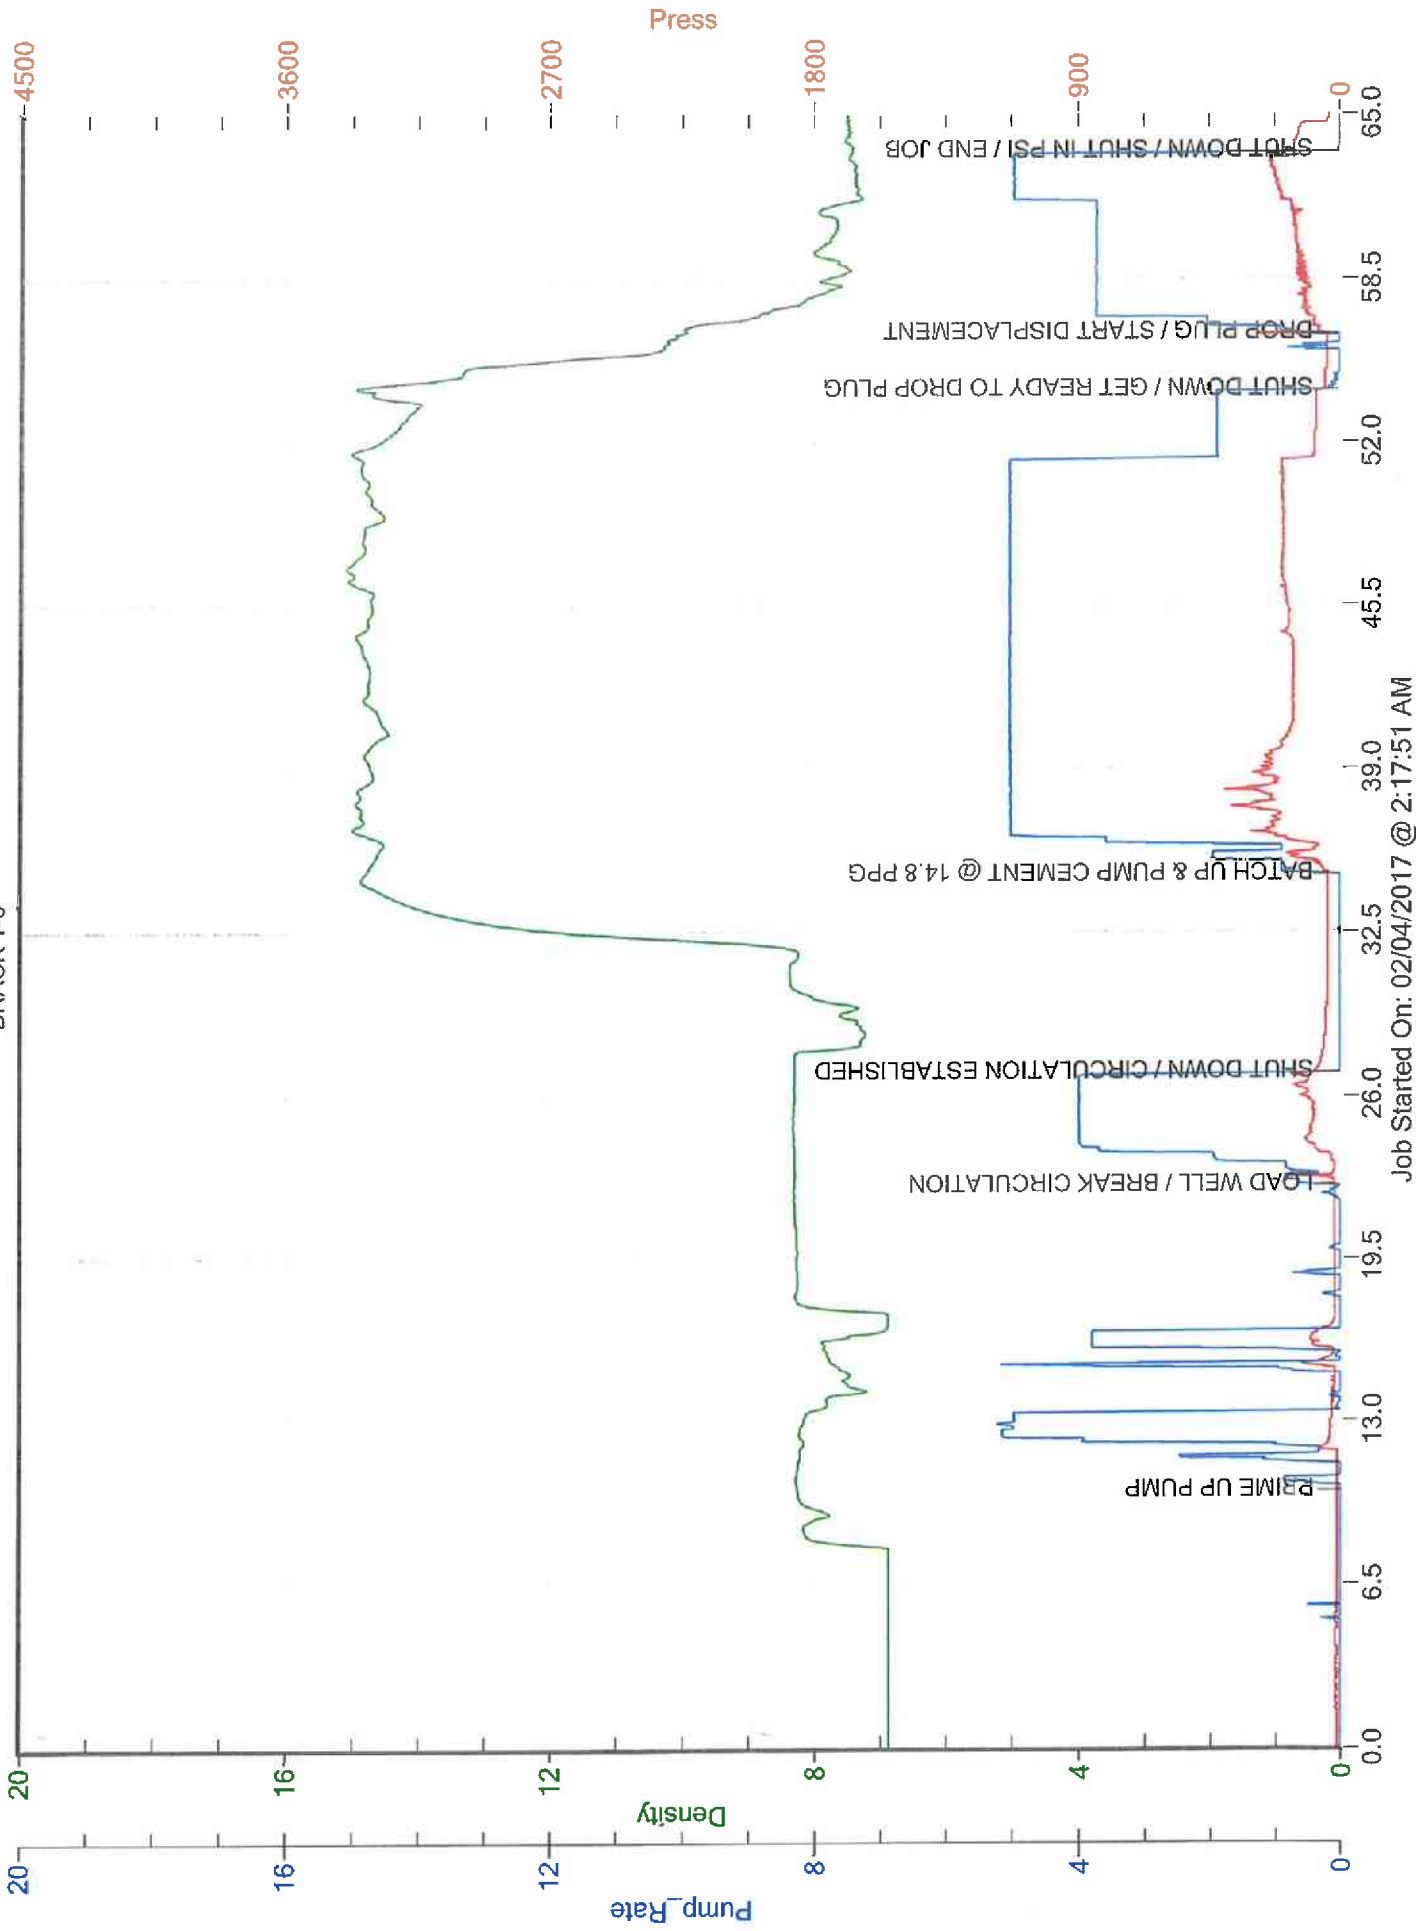 Press
4500
3600
2700
1800
900
0
20
16
12
8
4
0
Density
20
16
12
8
4
0
Pump_Rate
PRIME UP PUMP
LOAD WELL / BREAK CIRCULATION
SHUT DOWN / CIRCULATION ESTABLISHED
BATCH UP & PUMP CEMENT @ 14.8 PPG
SHUT DOWN / GET READY TO DROP PLUG
DROP PLUG / START DISPLACEMENT
SHUT DOWN / SHUT IN PSI / END JOB
0.0
6.5
13.0
19.5
26.0
32.5
39.0
45.5
52.0
58.5
65.0
Job Started On: 02/04/2017 @ 2:17:51 AM